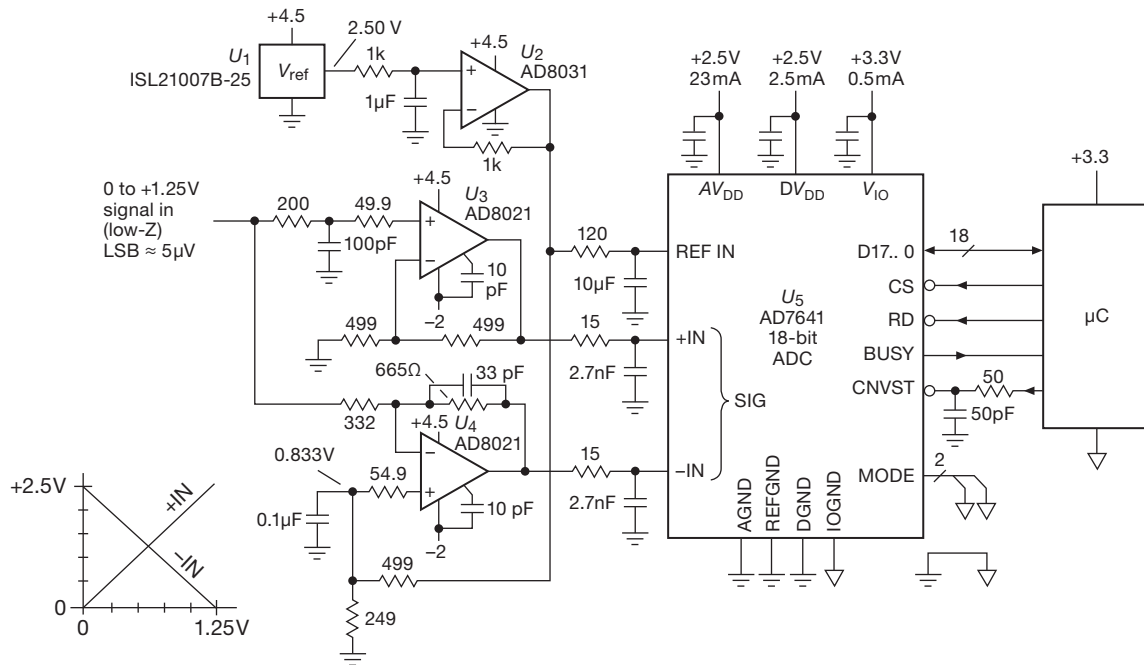 +4.5
2.50 V
U1
ISL21007B-25
Vref
1k
1µF
+4.5
U2
AD8031
+
−
1k
+2.5V
23mA
+2.5V
2.5mA
+3.3V
0.5mA
AVDD
DVDD
VIO
+3.3
0 to +1.25V
signal in
(low-Z)
LSB ≈ 5µV
200
49.9
100pF
+4.5
U3
AD8021
+
−
10
pF
−2
499
499
120
10µF
REF IN
15
2.7nF
+IN
SIG
15
2.7nF
−IN
U5
AD7641
18-bit
ADC
D17.. 0
18
CS
RD
BUSY
CNVST
50
50pF
MODE
2
µC
AGND
REFGND
DGND
IOGND
665Ω
33 pF
332
U4
+4.5
AD8021
−
+
10 pF
−2
0.833V
54.9
0.1µF
499
249
+2.5V
+IN
−IN
0
0
1.25V